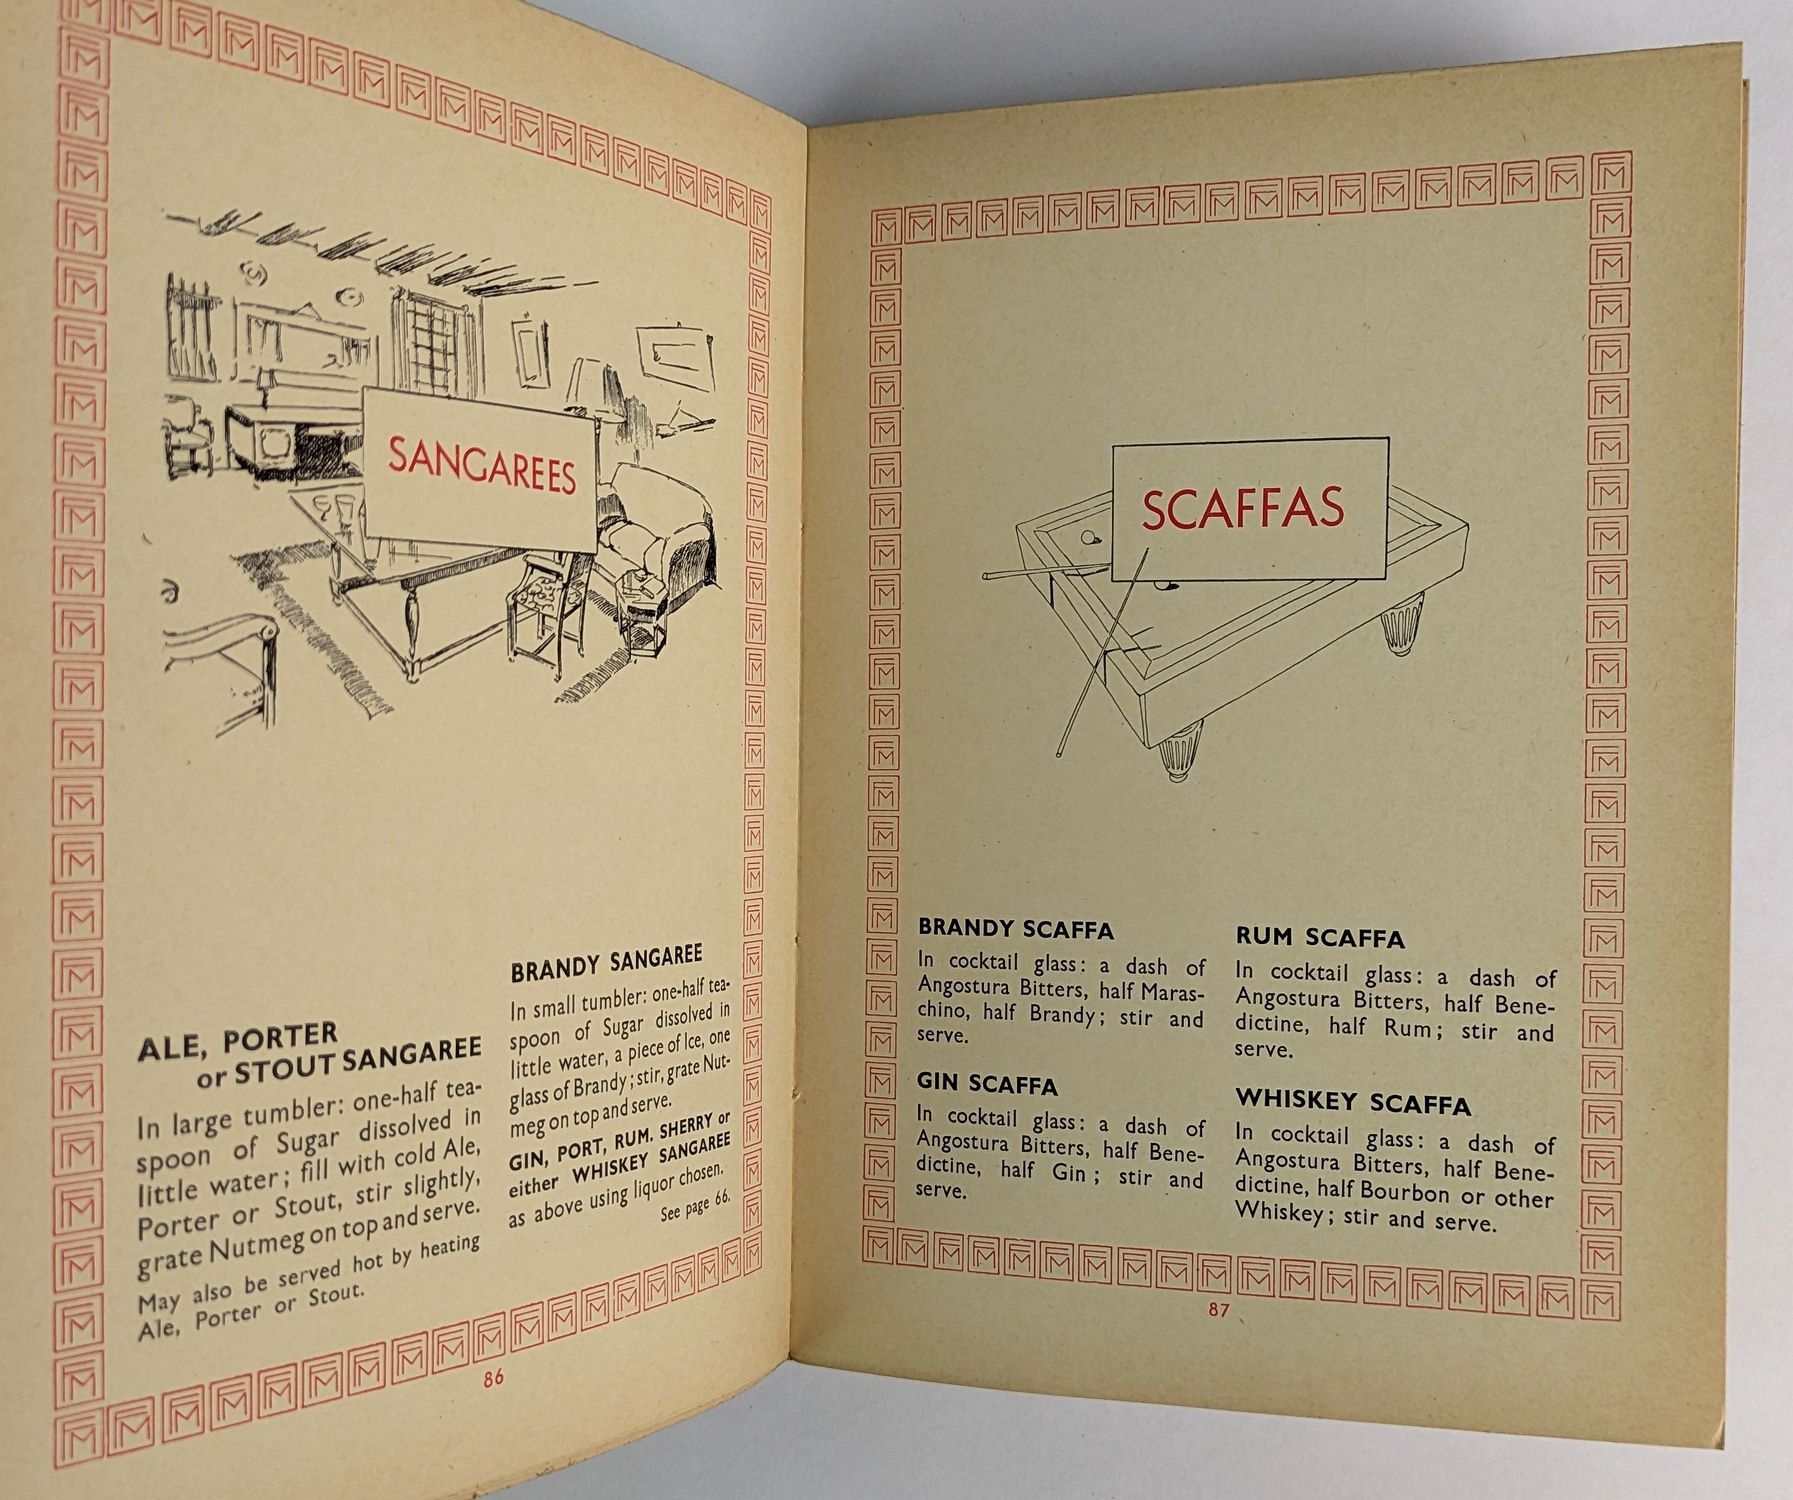 SANGAREES
ALE, PORTER
or STOUT SANGAREE
In large tumbler: one-half tea-
spoon of Sugar dissolved in
little water; fill with cold Ale,
Porter or Stout, stir slightly,
grate Nutmeg on top and serve.
May also be served hot by heating
Ale, Porter or Stout.
BRANDY SANGAREE
In small tumbler: one-half tea-
spoon of Sugar dissolved in
little water, a piece of Ice, one
glass of Brandy; stir, grate Nut-
meg on top and serve.
GIN, PORT, RUM. SHERRY or
either WHISKEY SANGAREE
as above using liquor chosen.
See page 66.
86
SCAFFAS
BRANDY SCAFFA
In cocktail glass: a dash of
Angostura Bitters, half Maras-
chino, half Brandy; stir and
serve.
GIN SCAFFA
In cocktail glass: a dash of
Angostura Bitters, half Bene-
dictine, half Gin; stir and
serve.
RUM SCAFFA
In cocktail glass: a dash of
Angostura Bitters, half Bene-
dictine, half Rum; stir and
serve.
WHISKEY SCAFFA
In cocktail glass: a dash of
Angostura Bitters, half Bene-
dictine, half Bourbon or other
Whiskey; stir and serve.
87